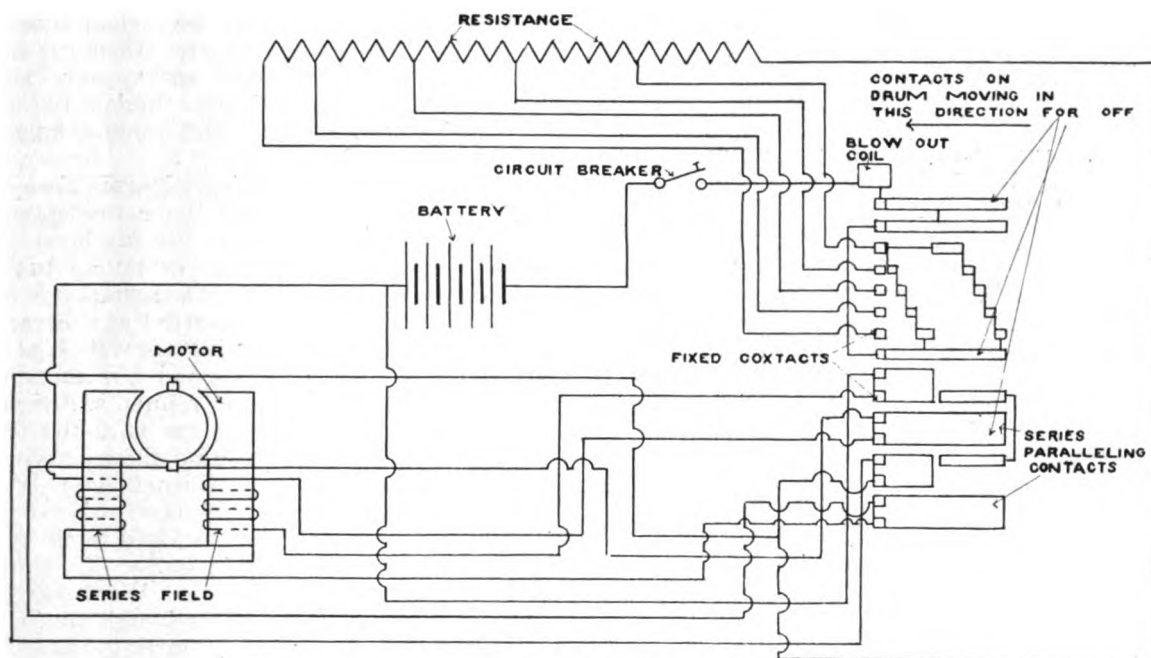 RESISTANCE
CONTACTS ON
DRUM MOVING IN
THIS DIRECTION FOR OFF
BLOW OUT
COIL
CIRCUIT BREAKER
BATTERY
MOTOR
FIXED COXTACTS
SERIES
PARALLELING
CONTACTS
SERIES FIELD